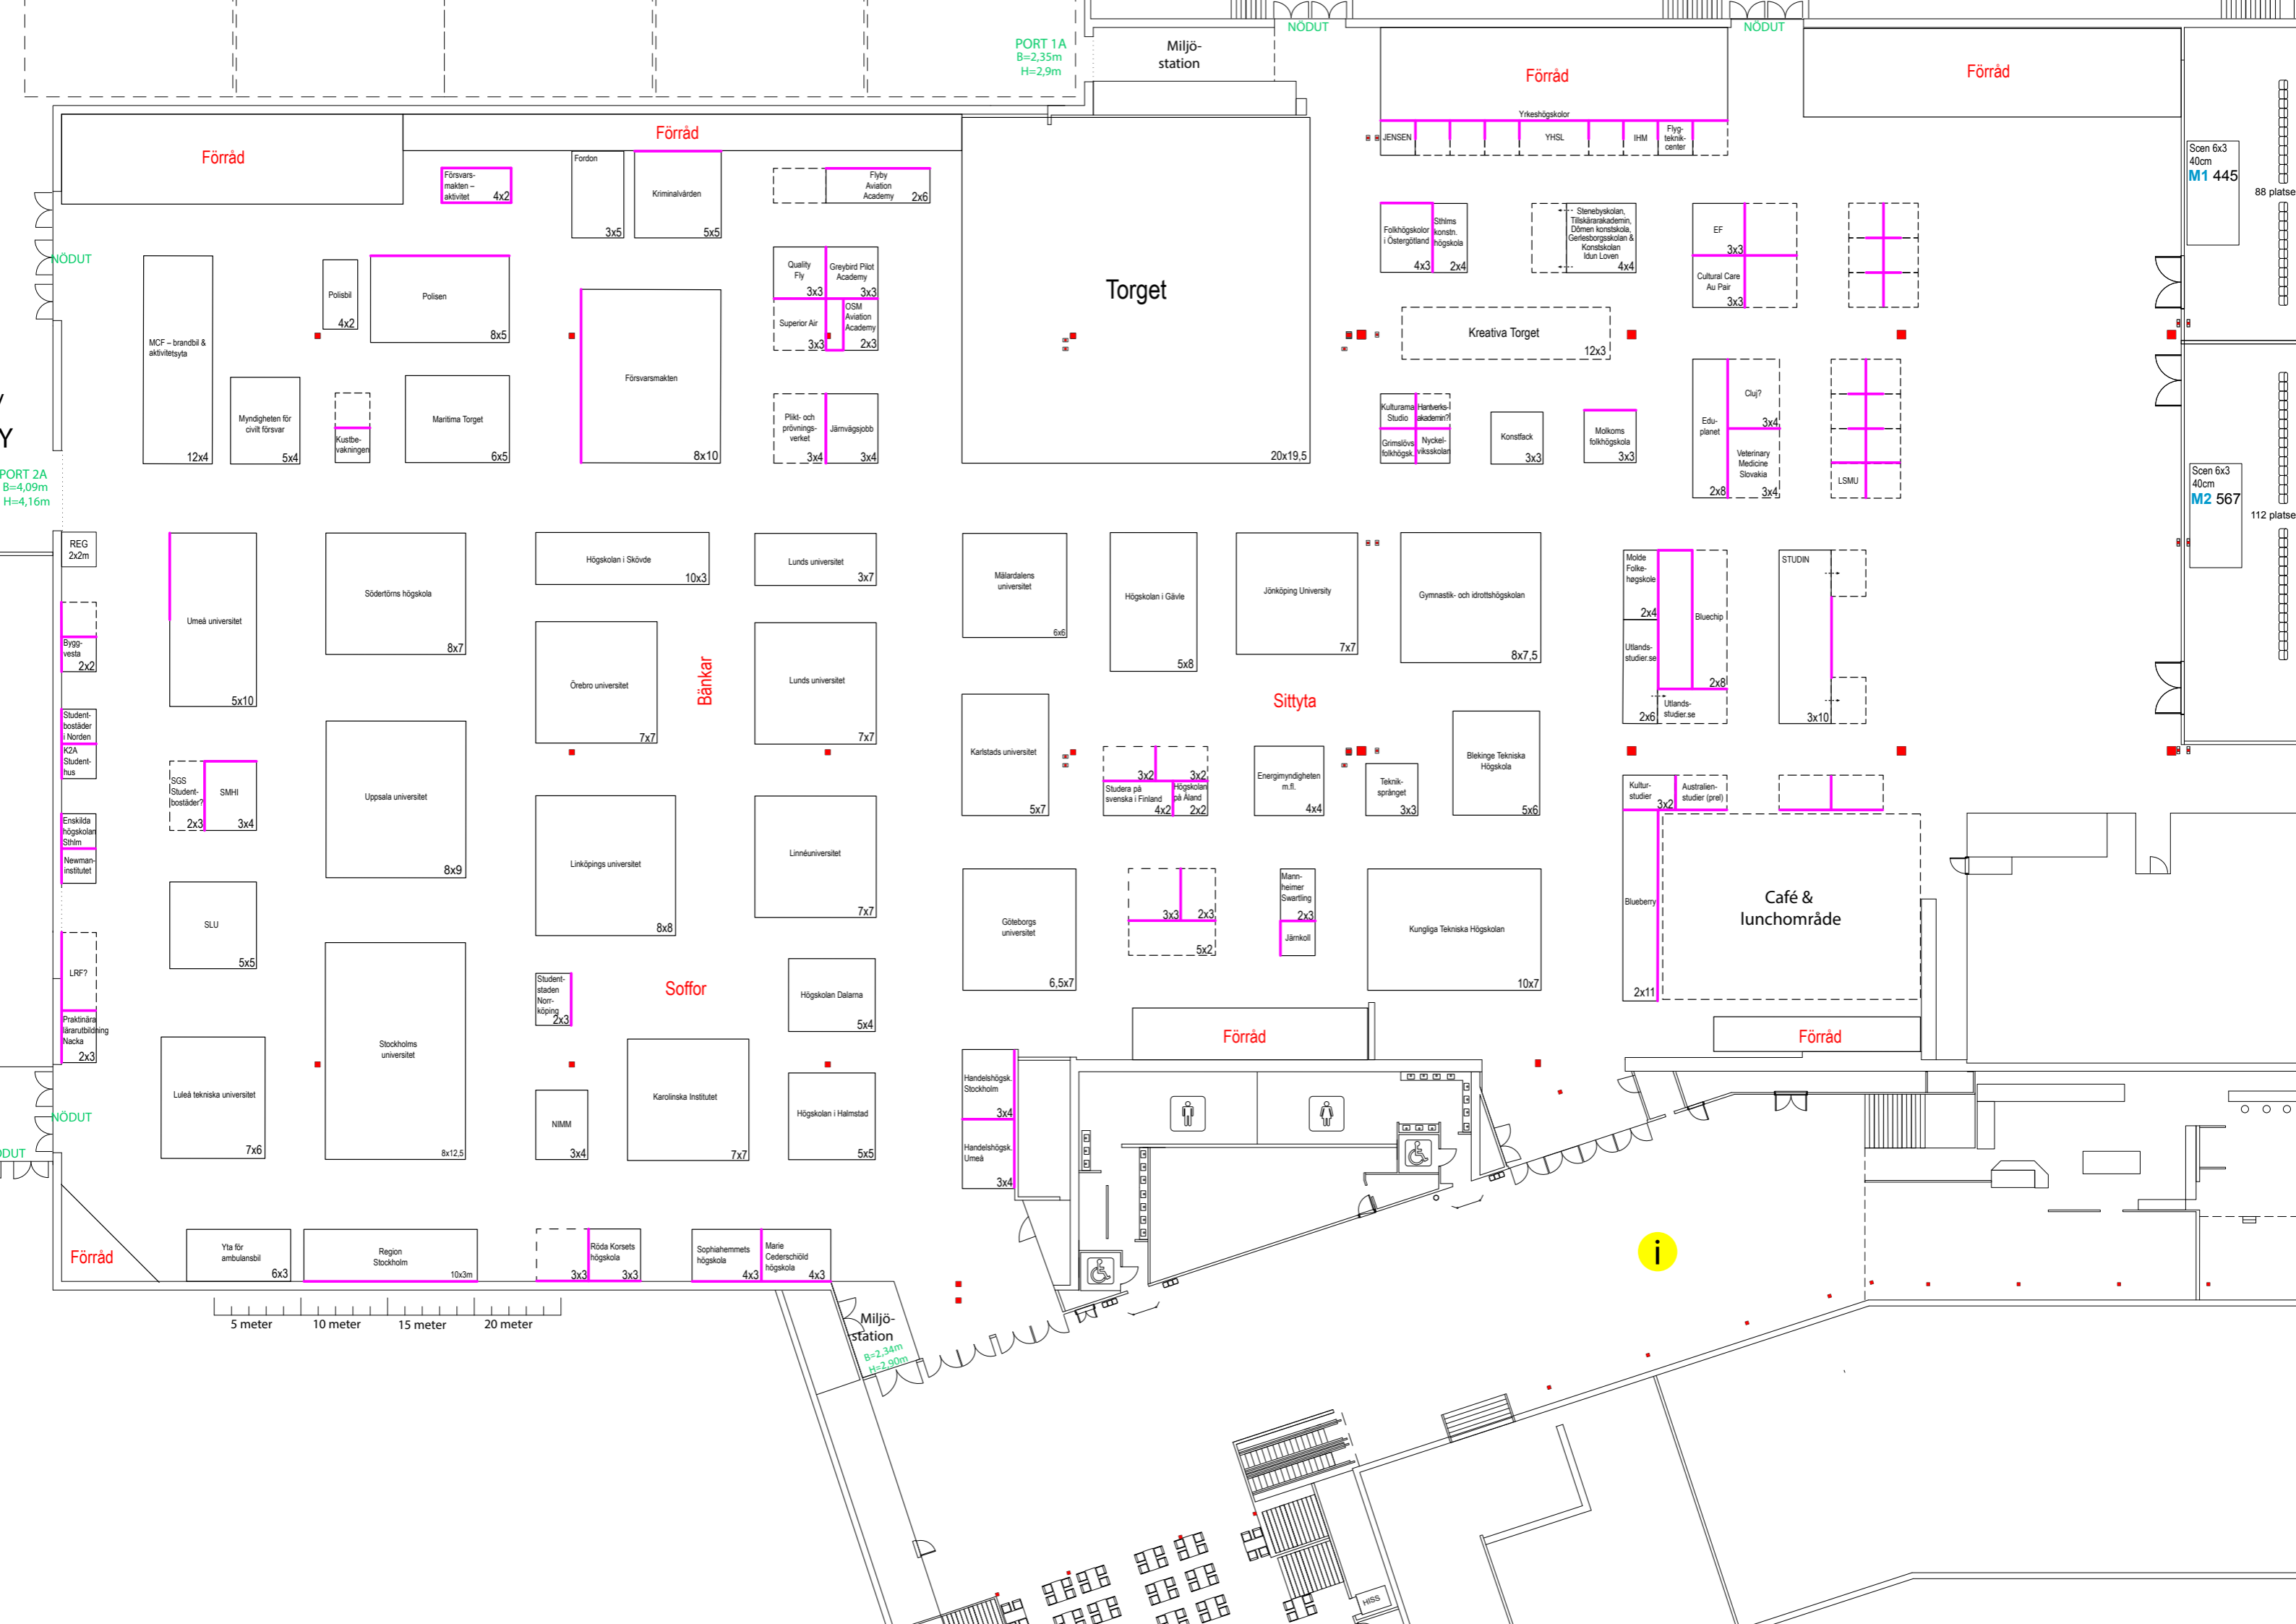 NÖDUT
NÖDUT
PORT 1A
B=2,35m
H=2,9m
Miljö-
station
Förråd
Förråd
Förråd
Förråd
Yrkeshögskolor
JENSEN
YHSL
IHM
Flyg-
teknik-
center
Scen 6x3
40cm
M1 445
88 platse
Försvars-
makten –
aktivitet
4x2
Fordon
3x5
Kriminalvården
5x5
Flyby
Aviation
Academy
2x6
Torget
20x19,5
Folkhögskolor
i Östergötland
4x3
Sthlms
konstn.
högskola
2x4
Stenebyskolan,
Tillskärarakademin,
Dômen konstskola,
Gerlesborgsskolan &
Konstskolan
Idun Loven
4x4
EF
3x3
Cultural Care
Au Pair
3x3
NÖDUT
MCF – brandbil &
aktivitetsyta
12x4
Polisbil
4x2
Polisen
8x5
Quality
Fly
3x3
Greybird Pilot
Academy
3x3
Superior Air
3x3
OSM
Aviation
Academy
2x3
Försvarsmakten
8x10
Kreativa Torget
12x3
Myndigheten för
civilt försvar
5x4
Kustbe-
vakningen
Maritima Torget
6x5
Plikt- och
prövnings-
verket
3x4
Järnvägsjobb
3x4
Kulturama
Studio
Hantverks-
akademin?
Grimslövs
folkhögsk.
Nyckel-
viksskolan
Konstfack
3x3
Molkoms
folkhögskola
3x3
Edu-
planet
2x8
Cluj?
3x4
Veterinary
Medicine
Slovakia
3x4
LSMU
Scen 6x3
40cm
M2 567
112 platse
Y
PORT 2A
B=4,09m
H=4,16m
REG
2x2m
Umeå universitet
5x10
Södertörns högskola
8x7
Högskolan i Skövde
10x3
Lunds universitet
3x7
Mälardalens
universitet
6x6
Högskolan i Gävle
5x8
Jönköping University
7x7
Gymnastik- och idrottshögskolan
8x7,5
Molde
Folke-
høgskole
2x4
Utlands-
studier.se
2x6
Bluechip
2x8
Utlands-
studier.se
STUDIN
3x10
Bygg-
vesta
2x2
Örebro universitet
7x7
Bänkar
Lunds universitet
7x7
Sittyta
Student-
bostäder
i Norden
K2A
Student-
hus
Uppsala universitet
8x9
Karlstads universitet
5x7
3x2
3x2
Studera på
svenska i Finland
4x2
Högskolan
på Åland
2x2
Energimyndigheten
m.fl.
4x4
Teknik-
språnget
3x3
Blekinge Tekniska
Högskola
5x6
SGS
Student-
bostäder?
2x3
SMHI
3x4
Linköpings universitet
8x8
Linnéuniversitetet
7x7
Kultur-
studier
3x2
Australien-
studier (prel)
Blueberry
2x11
Café &
lunchområde
Enskilda
högskolan
Sthlm
Newman-
institutet
SLU
5x5
Göteborgs
universitet
6,5x7
3x3
2x3
5x2
Mann-
heimer
Swartling
2x3
Järnkoll
Kungliga Tekniska Högskolan
10x7
LRF?
Praktinära
lärarutbildning
Nacka
2x3
Stockholms
universitet
8x12,5
Student-
staden
Norr-
köping
2x3
Soffor
Högskolan Dalarna
5x4
Förråd
Förråd
Luleå tekniska universitet
7x6
NIMM
3x4
Karolinska Institutet
7x7
Högskolan i Halmstad
5x5
Handelshögsk.
Stockholm
3x4
Handelshögsk.
Umeå
3x4
NÖDUT
ÖDUT
Förråd
Yta för
ambulansbil
6x3
Region
Stockholm
10x3m
3x3
Röda Korsets
högskola
3x3
Sophiahemmets
högskola
4x3
Marie
Cederschiöld
högskola
4x3
i
5 meter
10 meter
15 meter
20 meter
Miljö-
station
B=2,34m
H=2,90m
HISS